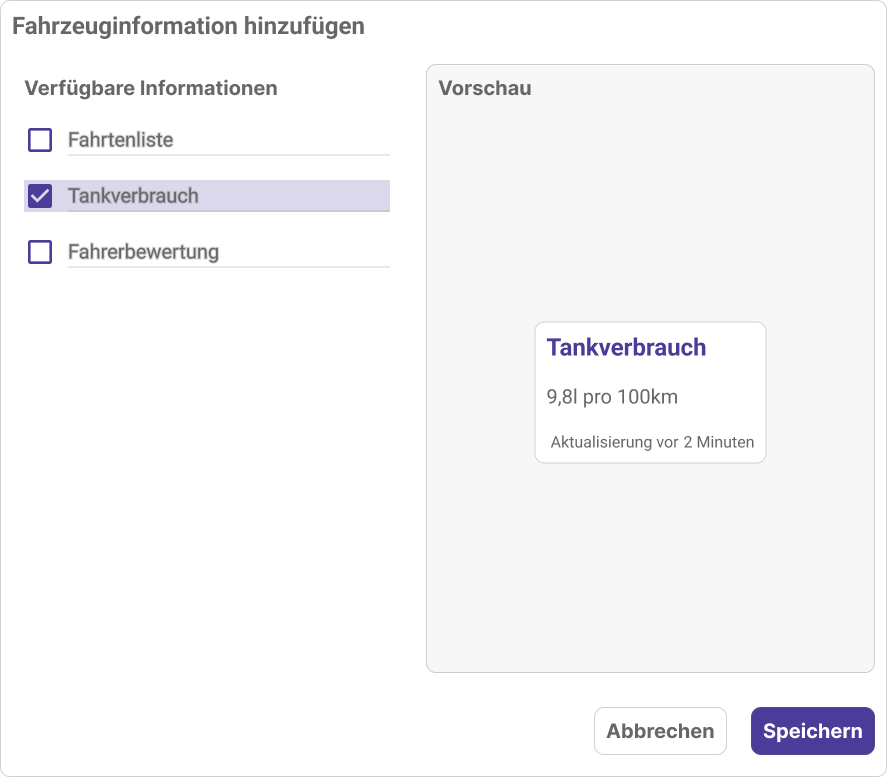 Fahrzeuginformation hinzufügen
Verfügbare Informationen
Fahrtenliste
Tankverbrauch
Fahrerbewertung
Vorschau
Tankverbrauch
9,8l pro 100km
Aktualisierung vor 2 Minuten
Abbrechen
Speichern